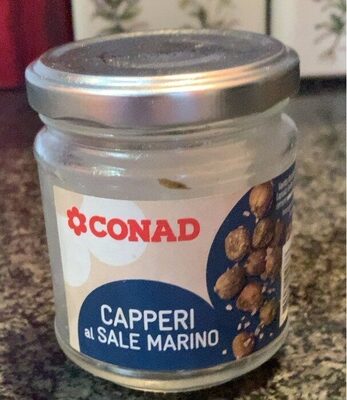 CONAD
CAPPERI
al SALE MARINO